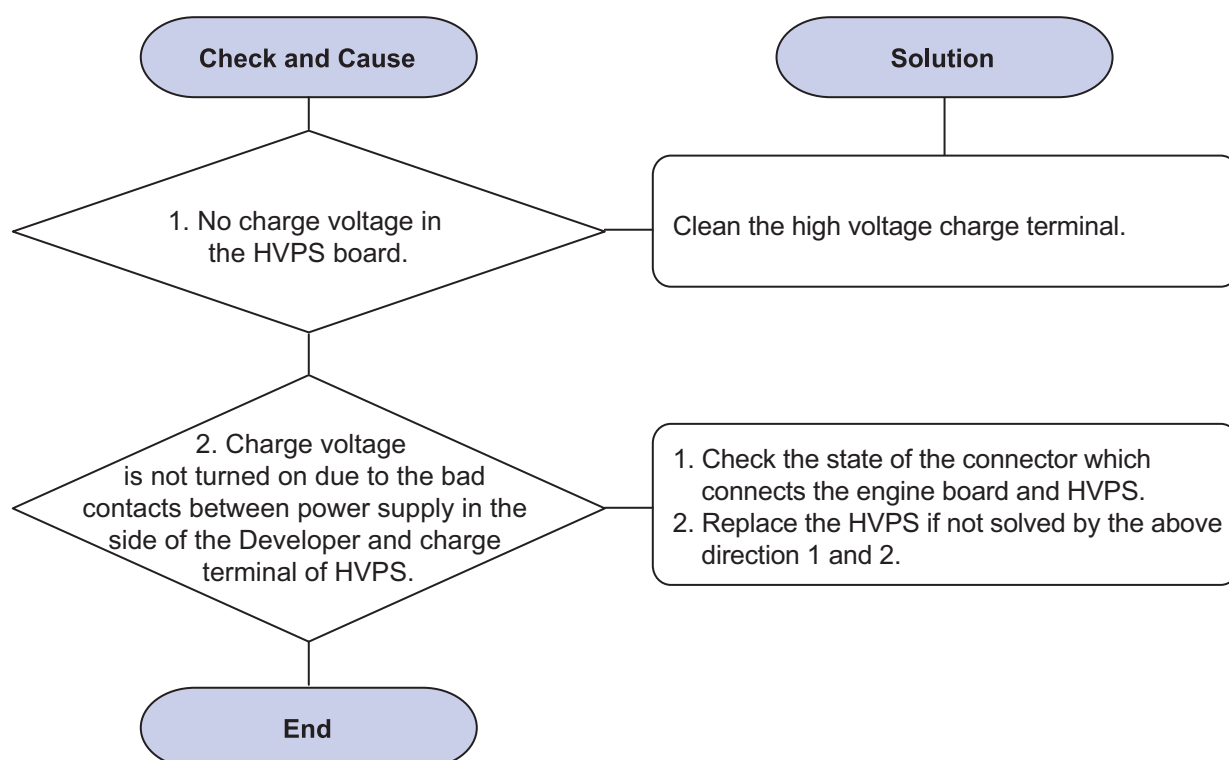 Check and Cause
Solution
1. No charge voltage in
the HVPS board.
Clean the high voltage charge terminal.
2. Charge voltage
is not turned on due to the bad
contacts between power supply in the
side of the Developer and charge
terminal of HVPS.
1. Check the state of the connector which
connects the engine board and HVPS.
2. Replace the HVPS if not solved by the above
direction 1 and 2.
End